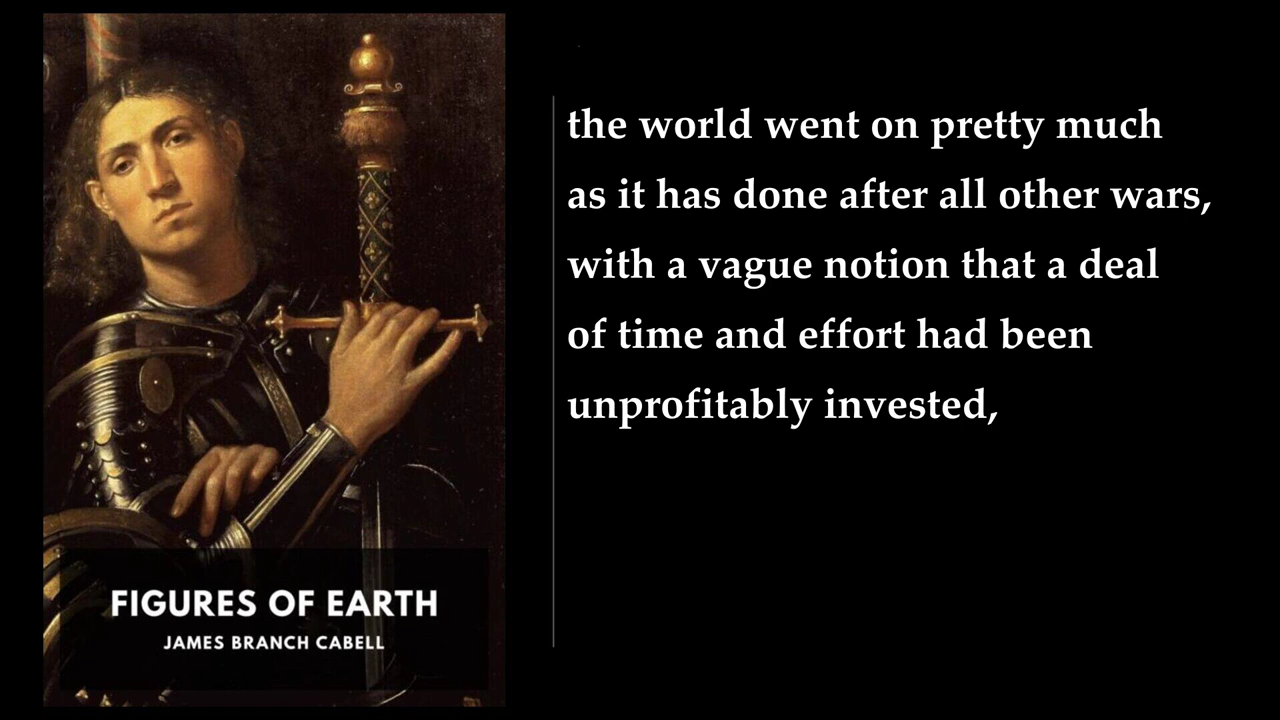 the world went on pretty much
as it has done after all other wars,
with a vague notion that a deal
of time and effort had been
unprofitably invested,
FIGURES OF EARTH
JAMES BRANCH CABELL